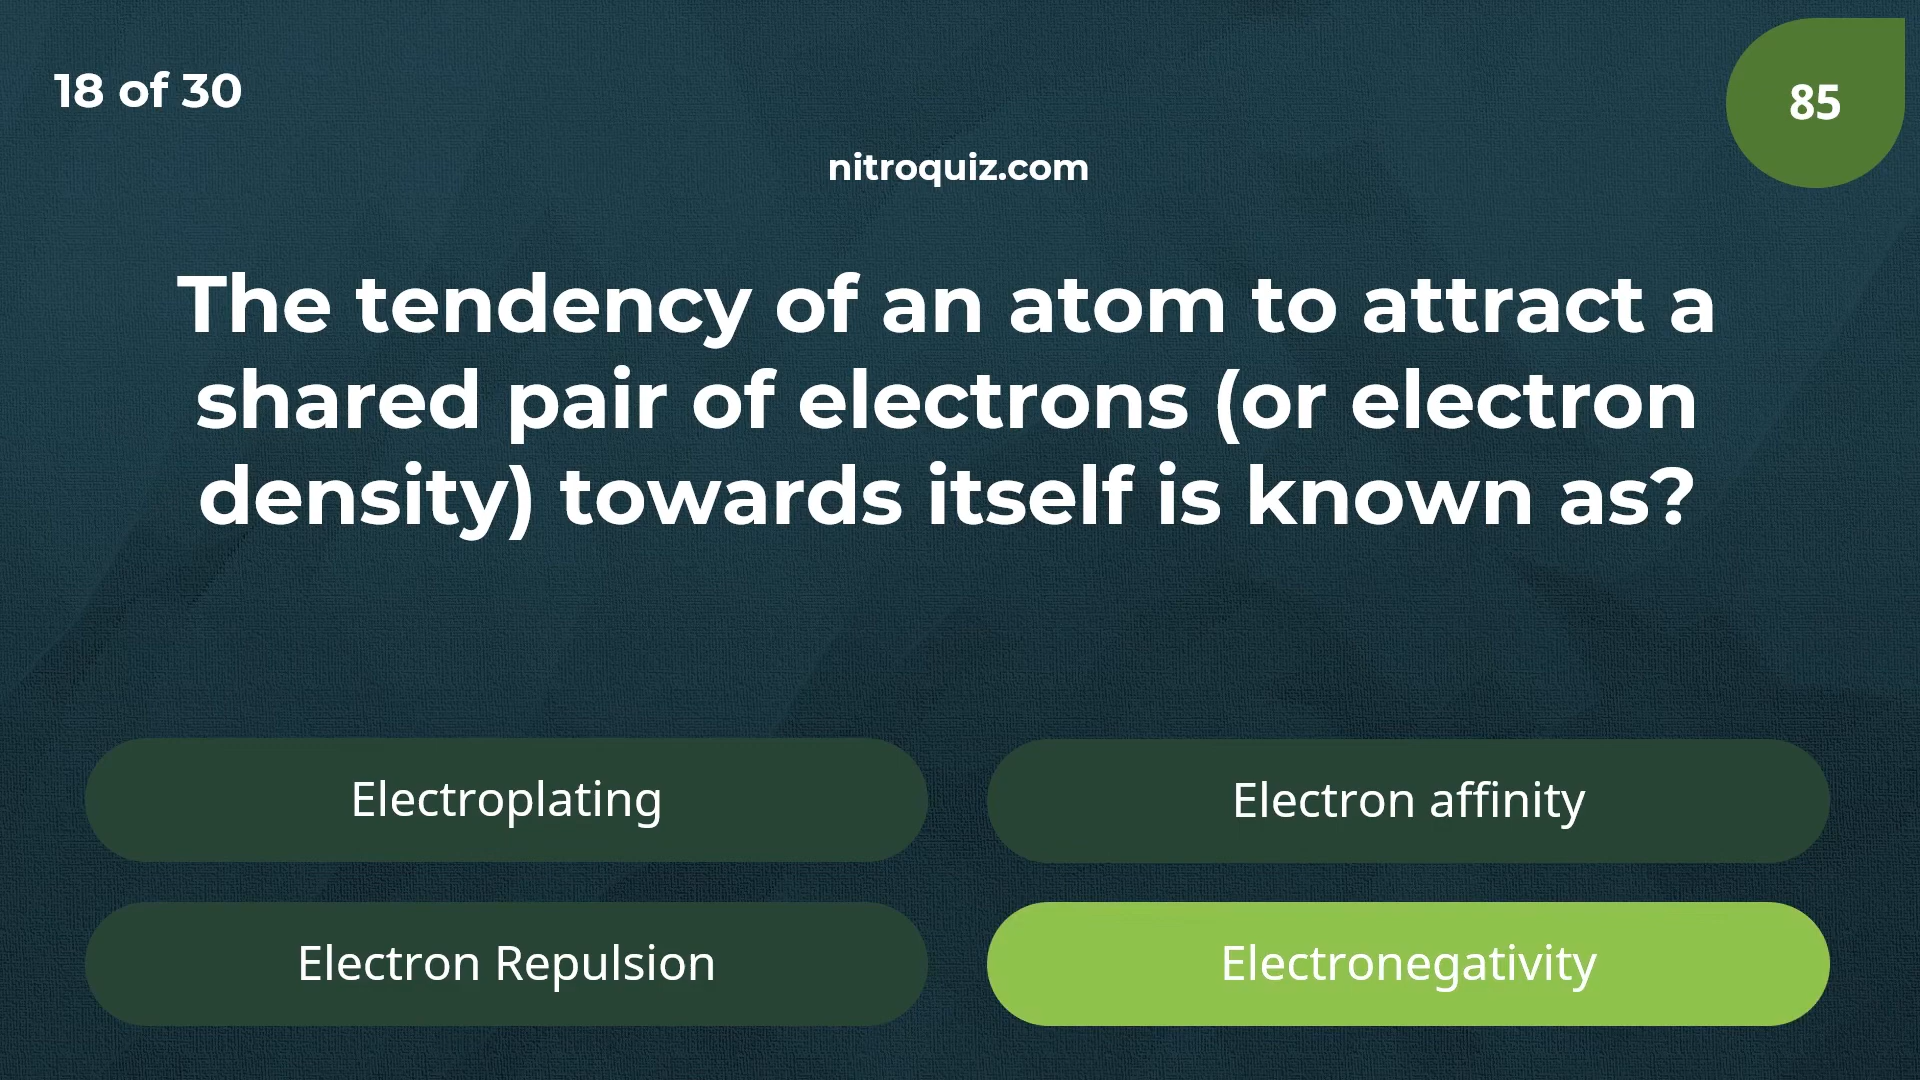 18 of 30
85
nitroquiz.com
The tendency of an atom to attract a
shared pair of electrons (or electron
density) towards itself is known as?
Electroplating
Electron affinity
Electron Repulsion
Electronegativity